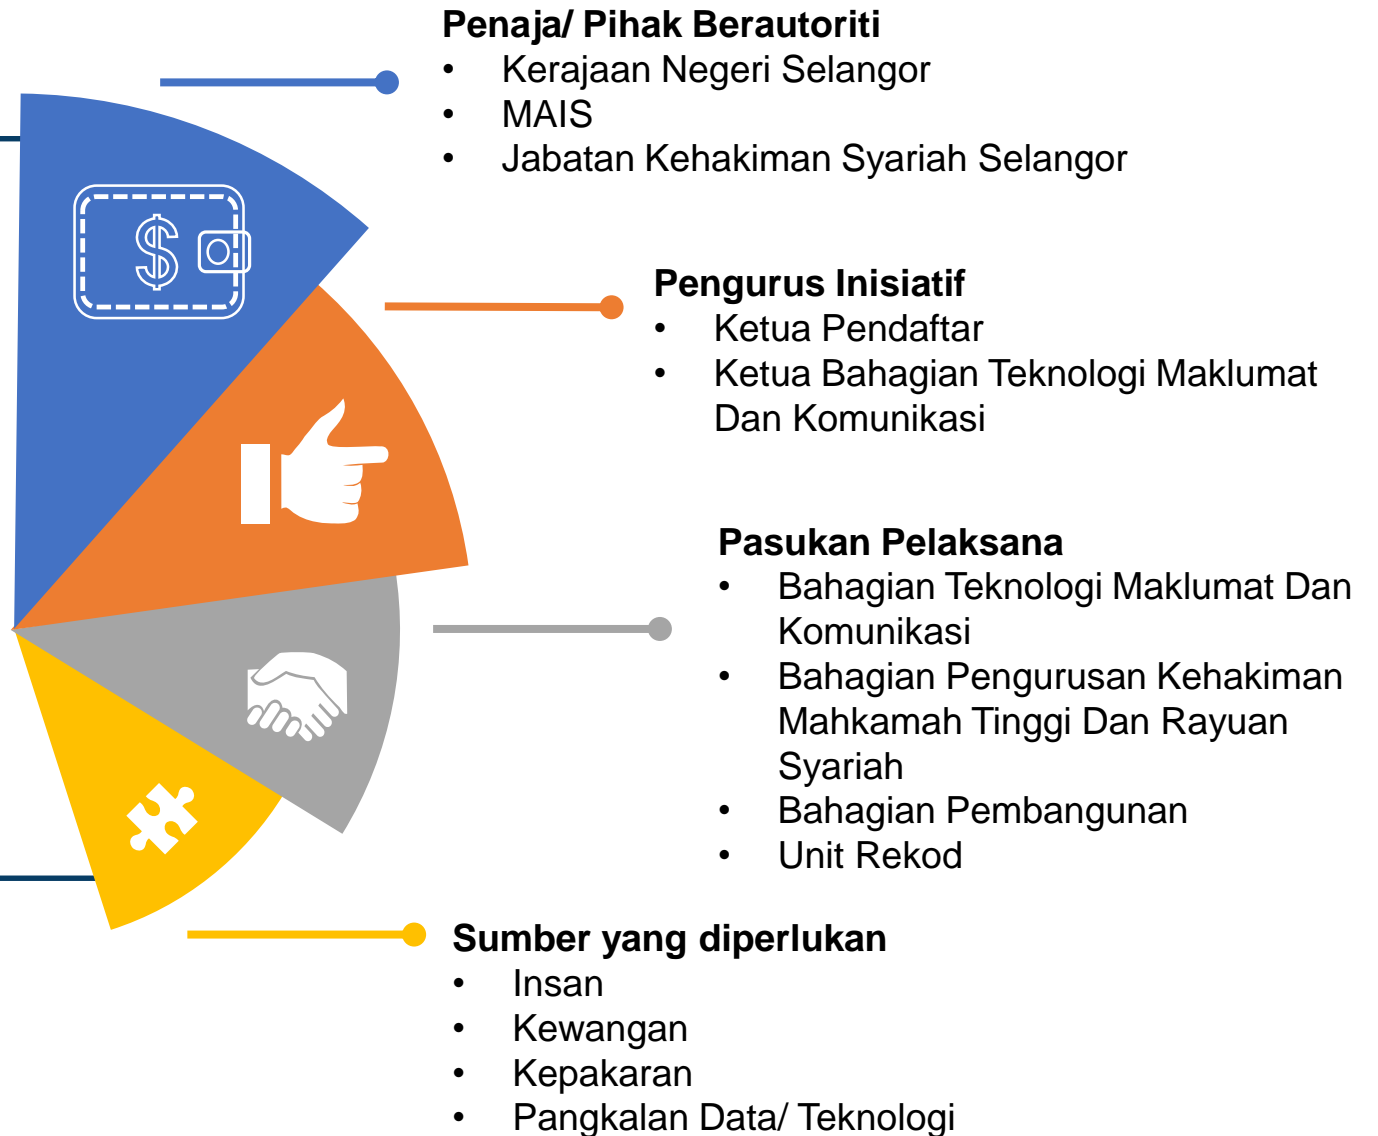 Penaja/ Pihak Berautoriti
• Kerajaan Negeri Selangor
• MAIS
• Jabatan Kehakiman Syariah Selangor
$
Pengurus Inisiatif
• Ketua Pendaftar
• Ketua Bahagian Teknologi Maklumat
Dan Komunikasi
Pasukan Pelaksana
• Bahagian Teknologi Maklumat Dan
Komunikasi
• Bahagian Pengurusan Kehakiman
Mahkamah Tinggi Dan Rayuan
Syariah
• Bahagian Pembangunan
• Unit Rekod
Sumber yang diperlukan
• Insan
• Kewangan
• Kepakaran
• Pangkalan Data/ Teknologi